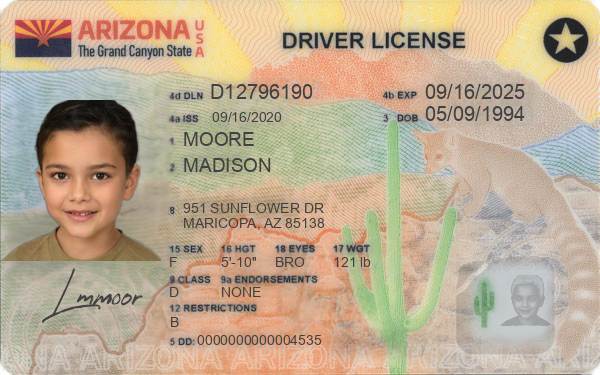 ARIZONA USA
The Grand Canyon State
DRIVER LICENSE
4d DLN D12796190 4b EXP 09/16/2025
4a ISS 09/16/2020 3 DOB 05/09/1994
1 MOORE
2 MADISON
8 951 SUNFLOWER DR
MARICOPA, AZ 85138
15 SEX 16 HGT 18 EYES 17 WGT
F 5'-10" BRO 121 lb
9 CLASS 9a ENDORSEMENTS
D NONE
12 RESTRICTIONS
B
5 DD: 0000000000004535
Lmmoor
ARIZONA ARIZONA ARIZONA ARIZONA